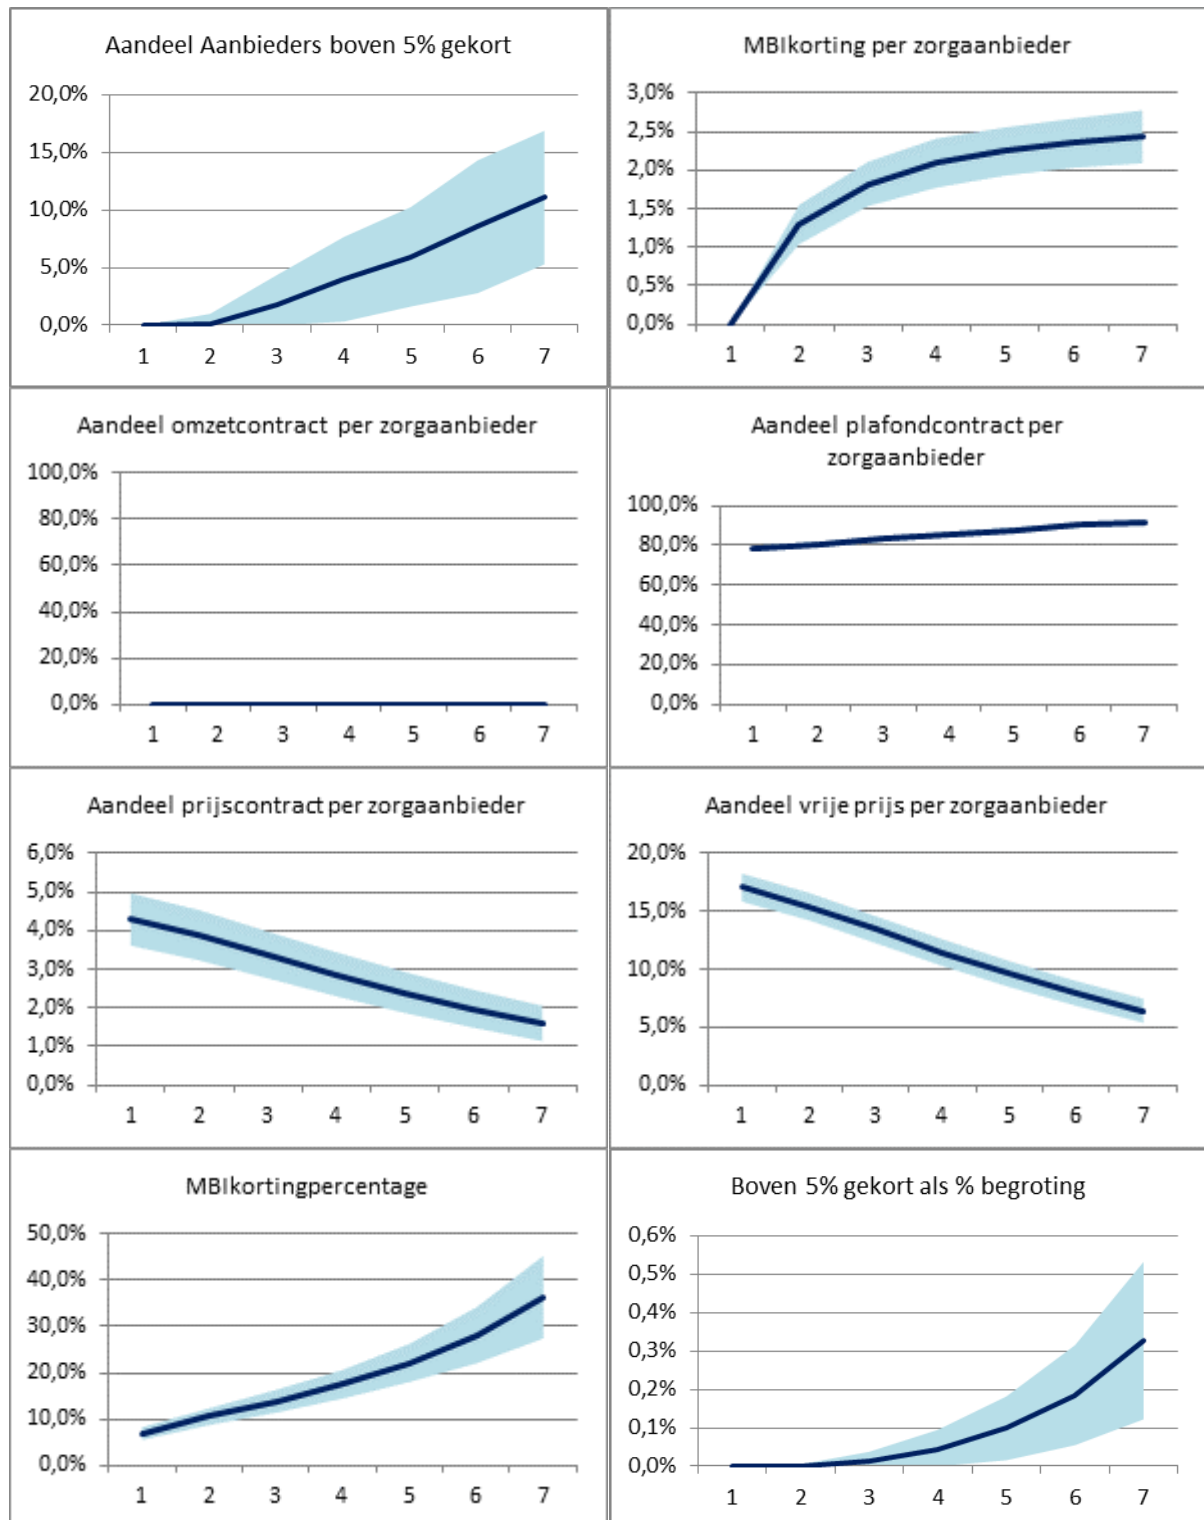 Aandeel Aanbieders boven 5% gekort
20,0%
15,0%
10,0%
5,0%
0,0%
1 2 3 4 5 6 7
MBIkorting per zorgaanbieder
3,0%
2,5%
2,0%
1,5%
1,0%
0,5%
0,0%
1 2 3 4 5 6 7
Aandeel omzetcontract per zorgaanbieder
100,0%
80,0%
60,0%
40,0%
20,0%
0,0%
1 2 3 4 5 6 7
Aandeel plafondcontract per
zorgaanbieder
100,0%
80,0%
60,0%
40,0%
20,0%
0,0%
1 2 3 4 5 6 7
Aandeel prijscontract per zorgaanbieder
6,0%
5,0%
4,0%
3,0%
2,0%
1,0%
0,0%
1 2 3 4 5 6 7
Aandeel vrije prijs per zorgaanbieder
20,0%
15,0%
10,0%
5,0%
0,0%
1 2 3 4 5 6 7
MBIkortingpercentage
50,0%
40,0%
30,0%
20,0%
10,0%
0,0%
1 2 3 4 5 6 7
Boven 5% gekort als % begroting
0,6%
0,5%
0,4%
0,3%
0,2%
0,1%
0,0%
1 2 3 4 5 6 7